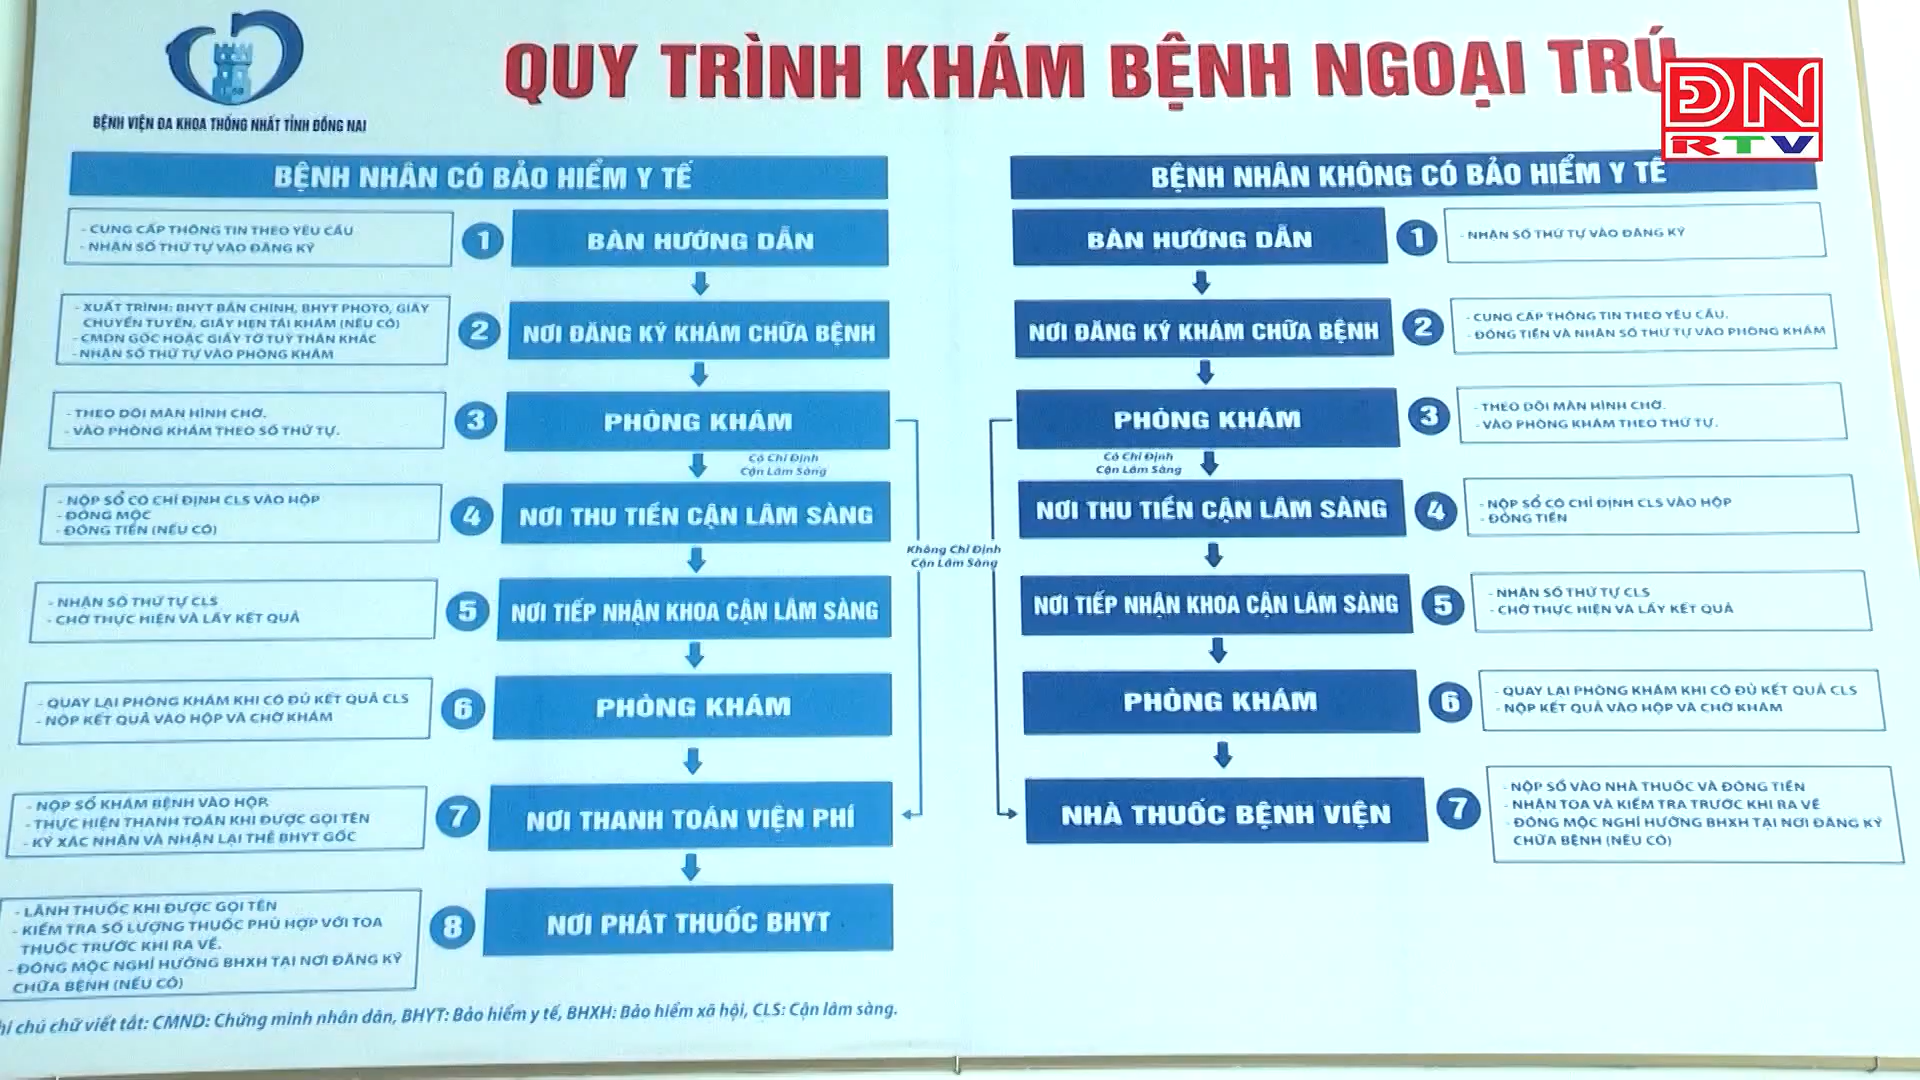 BỆNH VIỆN ĐA KHOA THỐNG NHẤT TỈNH ĐỒNG NAI
QUY TRÌNH KHÁM BỆNH NGOẠI TRÚ
ĐN
RTV
BỆNH NHÂN CÓ BẢO HIỂM Y TẾ
- CUNG CẤP THÔNG TIN THEO YÊU CẦU
- NHẬN SỐ THỨ TỰ VÀO ĐĂNG KÝ
1
BÀN HƯỚNG DẪN
- XUẤT TRÌNH: BHYT BẢN CHÍNH, BHYT PHOTO, GIẤY
CHUYỂN TUYẾN, GIẤY HẸN TÁI KHÁM (NẾU CÓ)
- CMDN GỐC HOẶC GIẤY TỜ TUỲ THÂN KHÁC
- NHẬN SỐ THỨ TỰ VÀO PHÒNG KHÁM
2
NƠI ĐĂNG KÝ KHÁM CHỮA BỆNH
- THEO DÕI MÀN HÌNH CHỜ.
- VÀO PHÒNG KHÁM THEO SỐ THỨ TỰ.
3
PHÒNG KHÁM
Có Chỉ Định
Cận Lâm Sàng
- NỘP SỔ CÓ CHỈ ĐỊNH CLS VÀO HỘP
- ĐÓNG MỘC
- ĐÓNG TIỀN (NẾU CÓ)
4
NƠI THU TIỀN CẬN LÂM SÀNG
- NHẬN SỐ THỨ TỰ CLS
- CHỜ THỰC HIỆN VÀ LẤY KẾT QUẢ
5
NƠI TIẾP NHẬN KHOA CẬN LÂM SÀNG
- QUAY LẠI PHÒNG KHÁM KHI CÓ ĐỦ KẾT QUẢ CLS
- NỘP KẾT QUẢ VÀO HỘP VÀ CHỜ KHÁM
6
PHÒNG KHÁM
- NỘP SỔ KHÁM BỆNH VÀO HỘP.
- THỰC HIỆN THANH TOÁN KHI ĐƯỢC GỌI TÊN
- KÝ XÁC NHẬN VÀ NHẬN LẠI THẺ BHYT GỐC
7
NƠI THANH TOÁN VIỆN PHÍ
- LÃNH THUỐC KHI ĐƯỢC GỌI TÊN
- KIỂM TRA SỐ LƯỢNG THUỐC PHÙ HỢP VỚI TOA
THUỐC TRƯỚC KHI RA VỀ.
- ĐÓNG MỘC NGHỈ HƯỞNG BHXH TẠI NƠI ĐĂNG KÝ
CHỮA BỆNH (NẾU CÓ)
8
NƠI PHÁT THUỐC BHYT
Không Chỉ Định
Cận Lâm Sàng
BỆNH NHÂN KHÔNG CÓ BẢO HIỂM Y TẾ
BÀN HƯỚNG DẪN
1
- NHẬN SỐ THỨ TỰ VÀO ĐĂNG KÝ
NƠI ĐĂNG KÝ KHÁM CHỮA BỆNH
2
- CUNG CẤP THÔNG TIN THEO YÊU CẦU.
- ĐÓNG TIỀN VÀ NHẬN SỐ THỨ TỰ VÀO PHÒNG KHÁM
PHÒNG KHÁM
3
- THEO DÕI MÀN HÌNH CHỜ.
- VÀO PHÒNG KHÁM THEO THỨ TỰ.
Có Chỉ Định
Cận Lâm Sàng
NƠI THU TIỀN CẬN LÂM SÀNG
4
- NỘP SỔ CÓ CHỈ ĐỊNH CLS VÀO HỘP
- ĐÓNG TIỀN
NƠI TIẾP NHẬN KHOA CẬN LÂM SÀNG
5
- NHẬN SỐ THỨ TỰ CLS
- CHỜ THỰC HIỆN VÀ LẤY KẾT QUẢ
PHÒNG KHÁM
6
- QUAY LẠI PHÒNG KHÁM KHI CÓ ĐỦ KẾT QUẢ CLS
- NỘP KẾT QUẢ VÀO HỘP VÀ CHỜ KHÁM
NHÀ THUỐC BỆNH VIỆN
7
- NỘP SỔ VÀO NHÀ THUỐC VÀ ĐÓNG TIỀN
- NHẬN TOA VÀ KIỂM TRA TRƯỚC KHI RA VỀ
- ĐÓNG MỘC NGHỈ HƯỞNG BHXH TẠI NƠI ĐĂNG KÝ
CHỮA BỆNH (NẾU CÓ)
hi chú chữ viết tắt: CMND: Chứng minh nhân dân, BHYT: Bảo hiểm y tế, BHXH: Bảo hiểm xã hội, CLS: Cận lâm sàng.